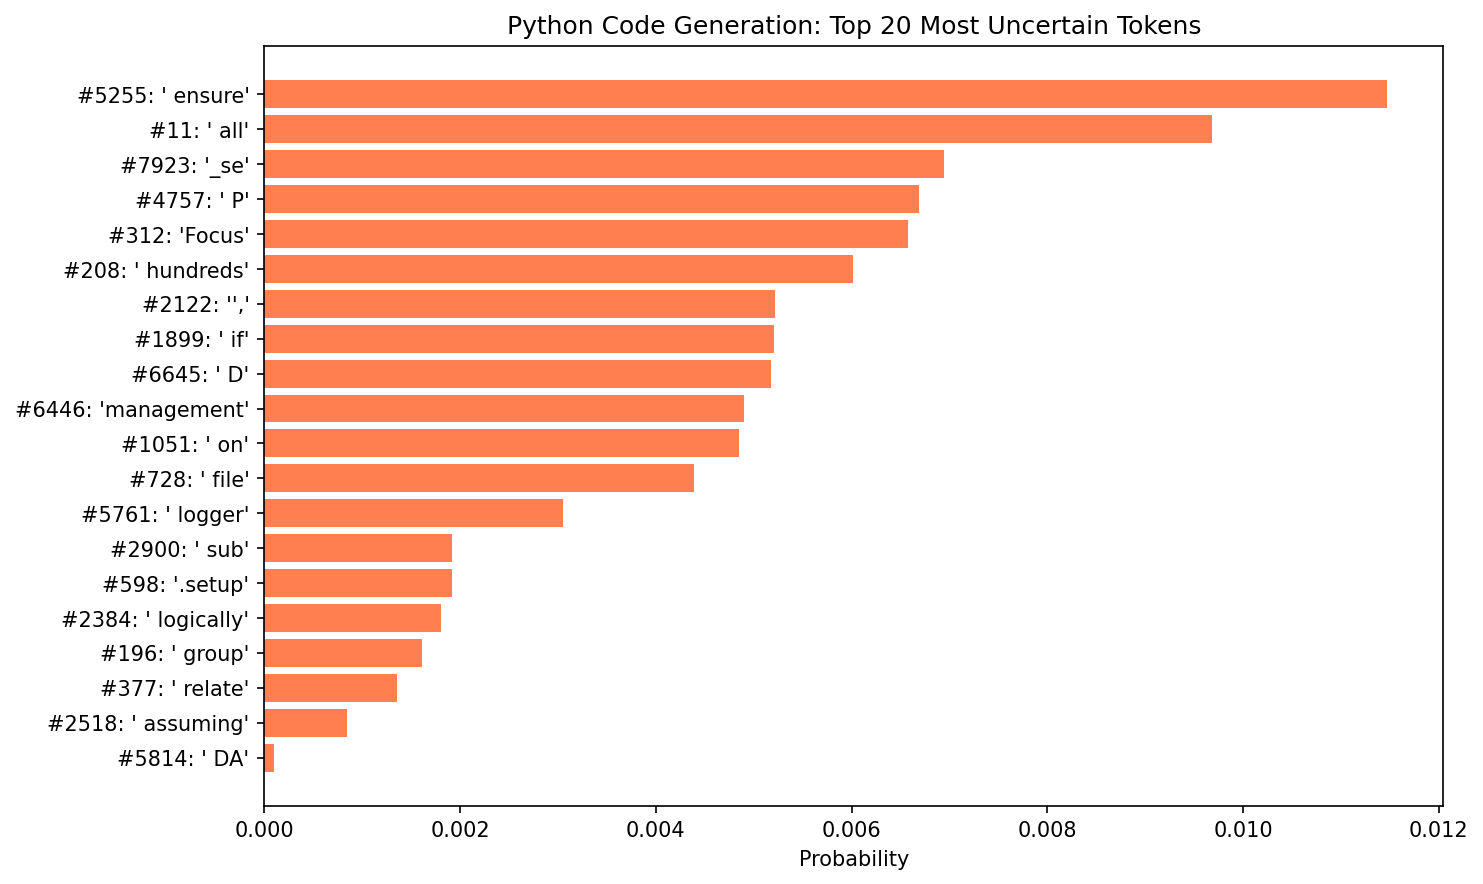 Python Code Generation: Top 20 Most Uncertain Tokens
#5255: ' ensure'
#11: ' all'
#7923: '_se'
#4757: ' P'
#312: 'Focus'
#208: ' hundreds'
#2122: '','
#1899: ' if'
#6645: ' D'
#6446: 'management'
#1051: ' on'
#728: ' file'
#5761: ' logger'
#2900: ' sub'
#598: '.setup'
#2384: ' logically'
#196: ' group'
#377: ' relate'
#2518: ' assuming'
#5814: ' DA'
0.000 0.002 0.004 0.006 0.008 0.010 0.012
Probability